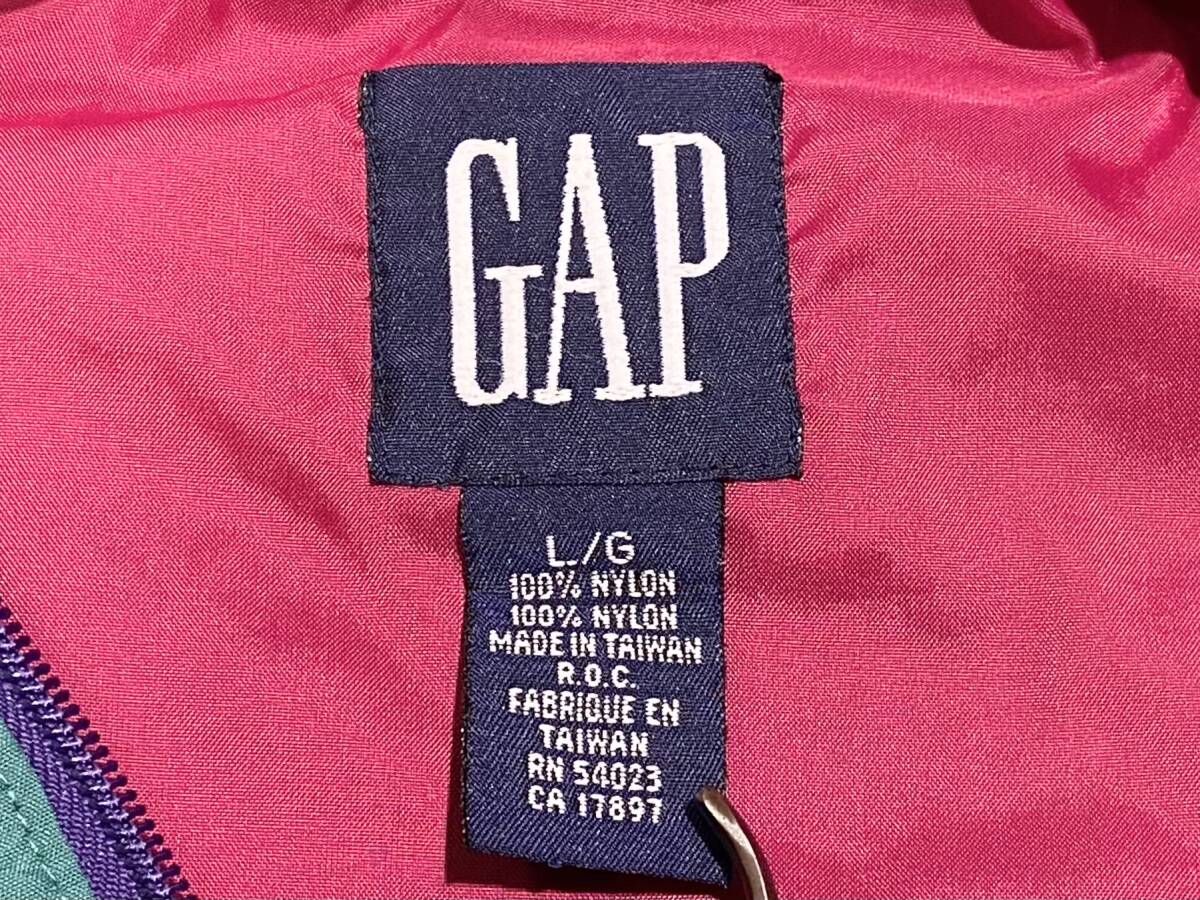 GAP
L/G
100% NYLON
100% NYLON
MADE IN TAIWAN
R.O.C.
FABRIQUE EN
TAIWAN
RN 54023
CA 17897